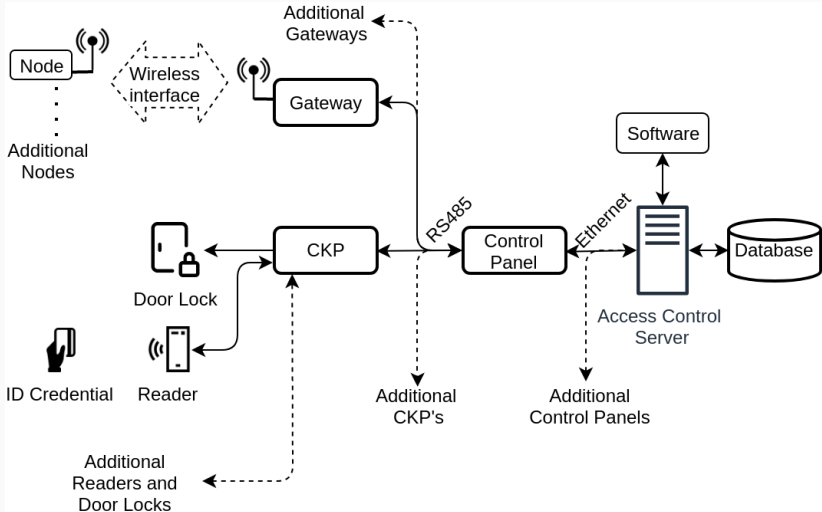 Additional
Gateways
Node
Wireless
interface
Gateway
Additional
Nodes
Software
RS485
Ethernet
CKP
Control
Panel
Database
Door Lock
Access Control
Server
ID Credential
Reader
Additional
CKP's
Additional
Control Panels
Additional
Readers and
Door Locks